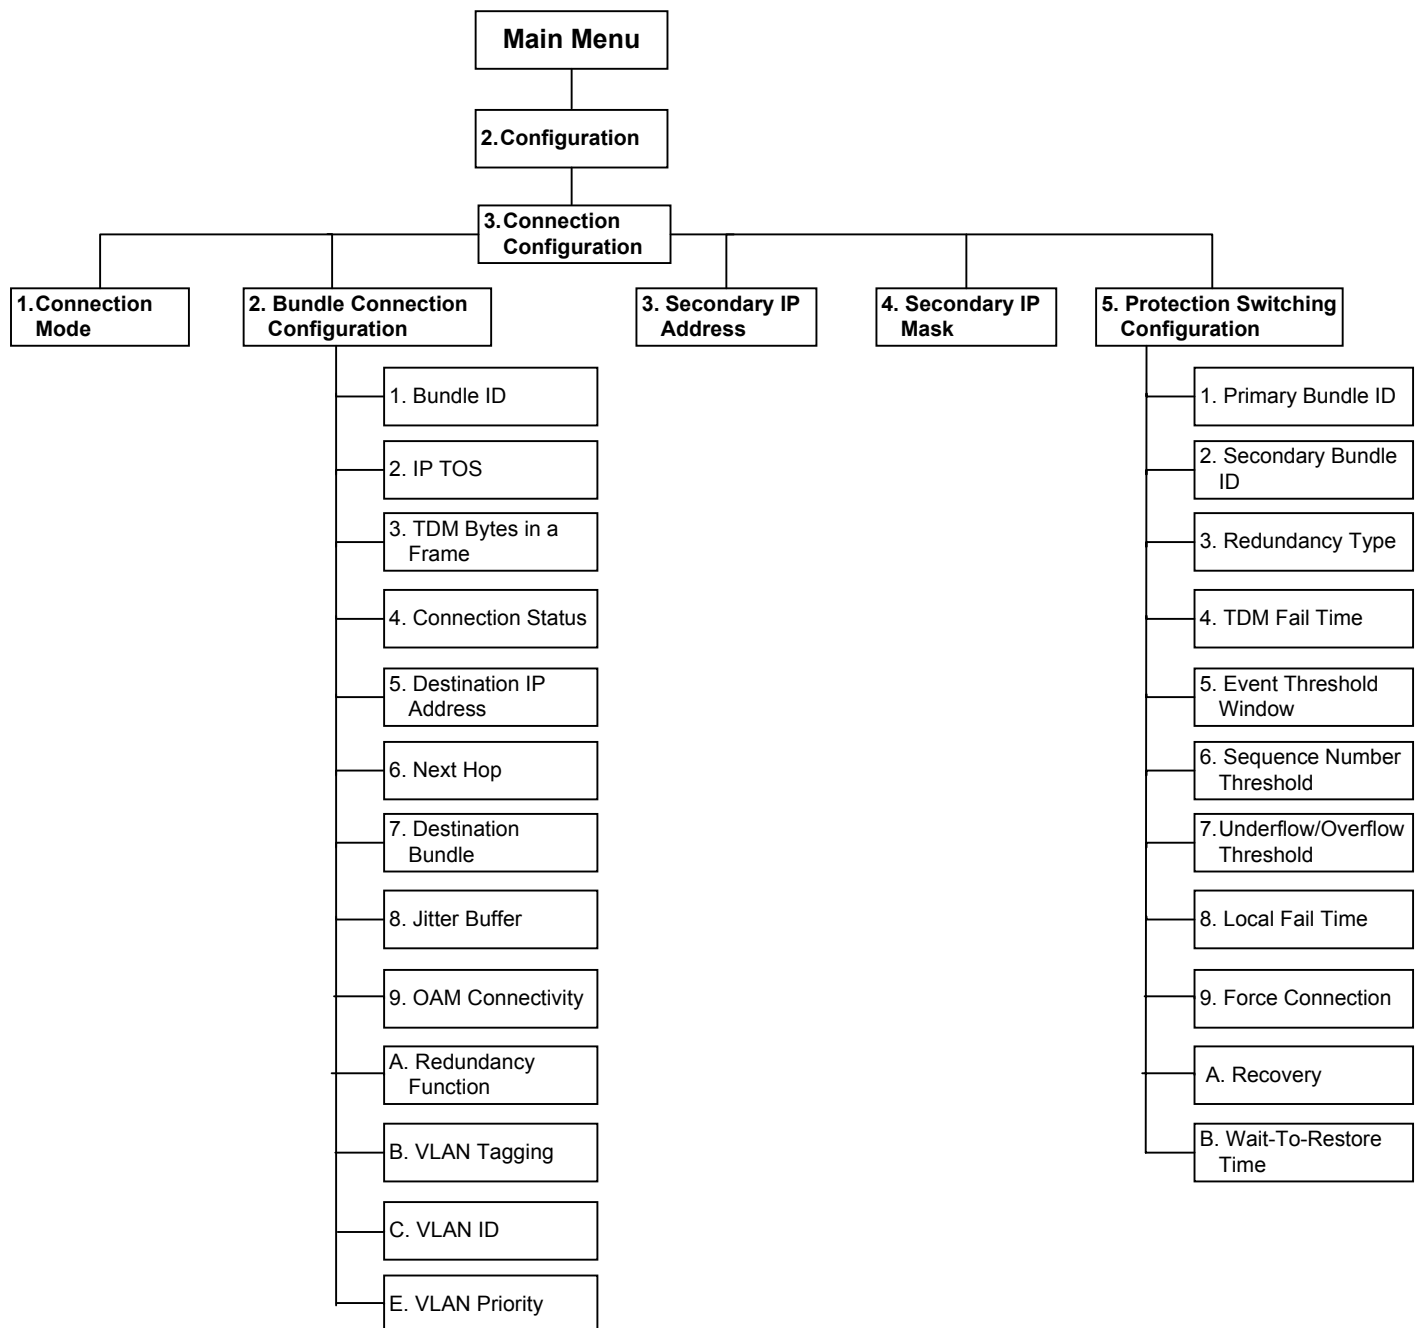 Main Menu
2.Configuration
3.Connection
Configuration
1.Connection
Mode
2. Bundle Connection
Configuration
3. Secondary IP
Address
4. Secondary IP
Mask
5. Protection Switching
Configuration
1. Bundle ID
2. IP TOS
3. TDM Bytes in a
Frame
4. Connection Status
5. Destination IP
Address
6. Next Hop
7. Destination
Bundle
8. Jitter Buffer
9. OAM Connectivity
A. Redundancy
Function
B. VLAN Tagging
C. VLAN ID
E. VLAN Priority
1. Primary Bundle ID
2. Secondary Bundle
ID
3. Redundancy Type
4. TDM Fail Time
5. Event Threshold
Window
6. Sequence Number
Threshold
7.Underflow/Overflow
Threshold
8. Local Fail Time
9. Force Connection
A. Recovery
B. Wait-To-Restore
Time